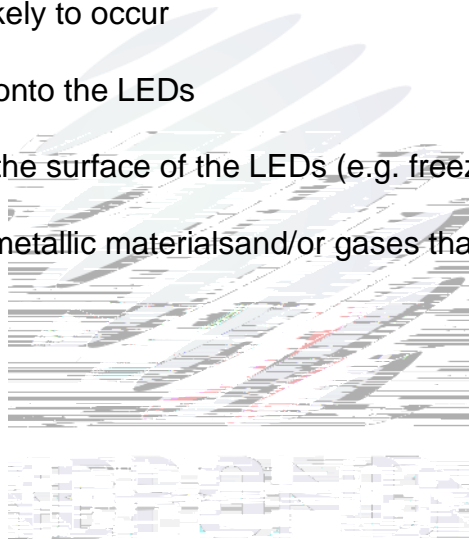 kely to occur
onto the LEDs
the surface of the LEDs (e.g. freez
metallic materialsand/or gases tha